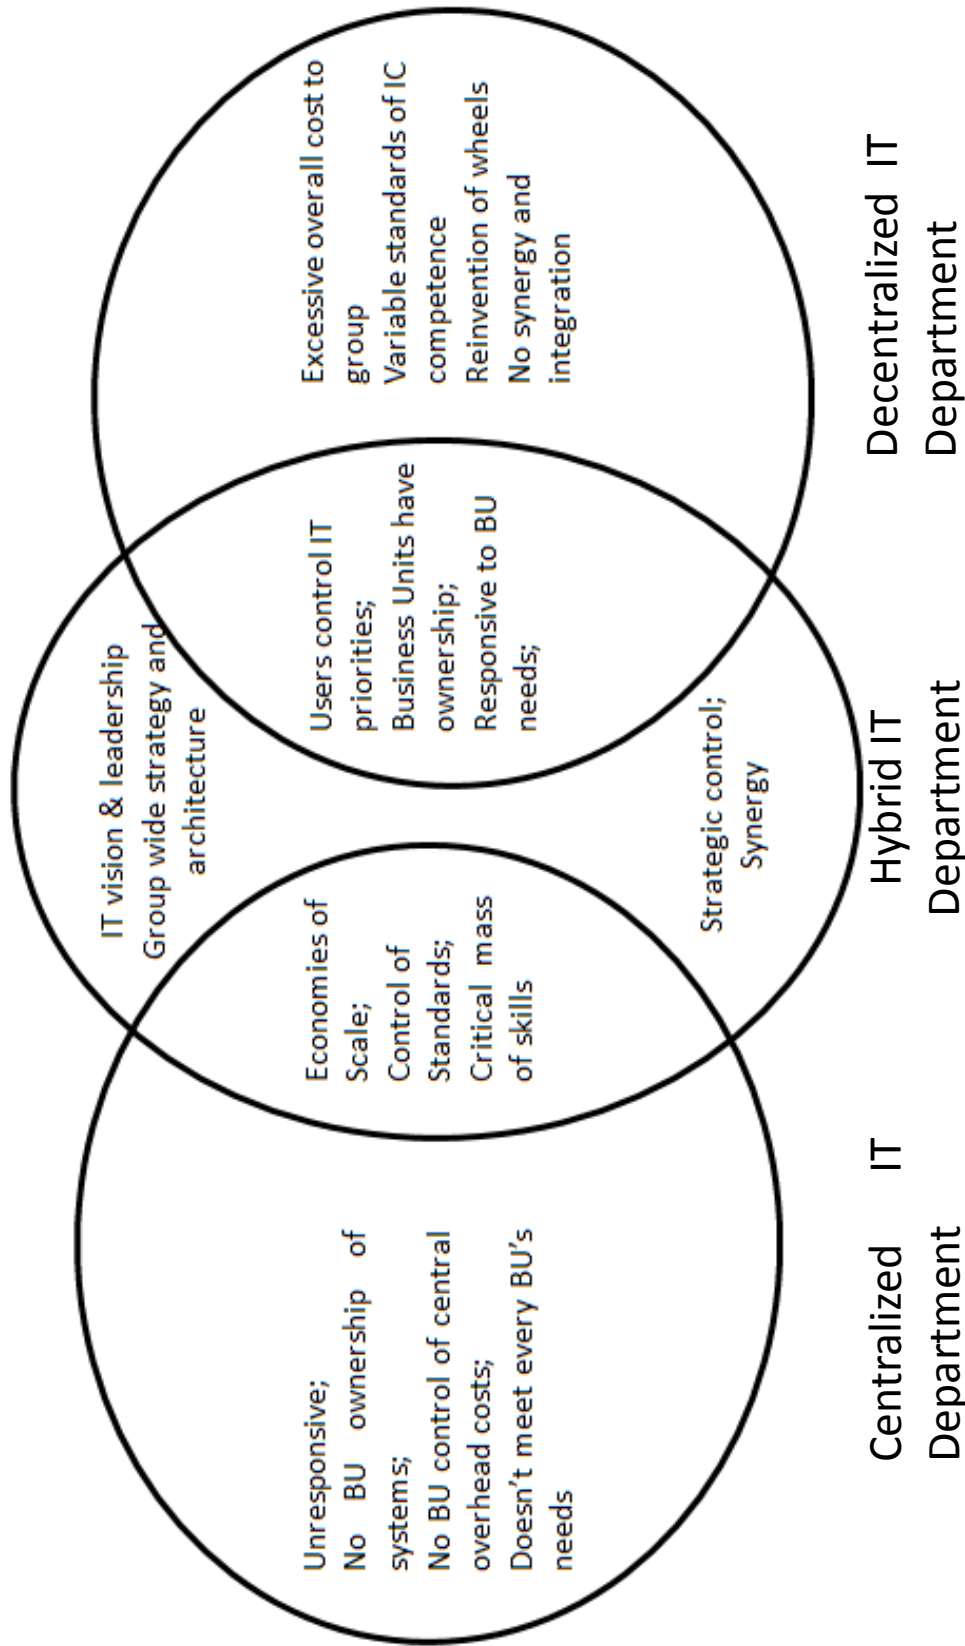 Unresponsive;
No BU ownership of
systems;
No BU control of central
overhead costs;
Doesn't meet every BU's
needs
Economies of
Scale;
Control of
Standards;
Critical mass
of skills
IT vision & leadership
Group wide strategy and
architecture
Strategic control;
Synergy
Users control IT
priorities;
Business Units have
ownership;
Responsive to BU
needs;
Excessive overall cost to
group
Variable standards of IC
competence
Reinvention of wheels
No synergy and
integration
Centralized IT
Department
Hybrid IT
Department
Decentralized IT
Department